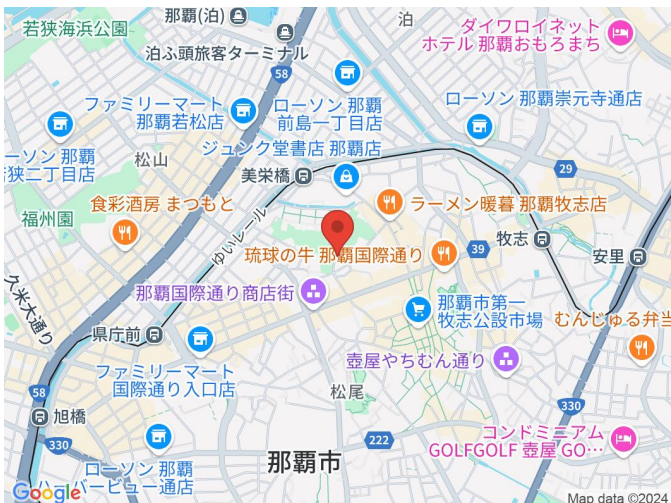 若狭海浜公園
那覇(泊)
泊ふ頭旅客ターミナル
58
泊
ダイワロイネット
ホテル 那覇おもろまち
ファミリーマート
那覇若松店
ローソン 那覇
前島一丁目店
ローソン 那覇崇元寺通店
ーソン 那覇
若狭二丁目店
松山
ジュンク堂書店 那覇店
美栄橋
29
福州園
食彩酒房 まつもと
ゆいレール
ラーメン暖暮 那覇牧志店
久米大通り
琉球の牛 那覇国際通り
39
牧志
安里
那覇国際通り商店街
那覇市第一
牧志公設市場
県庁前
むんじゅる弁当
ファミリーマート
国際通り入口店
壺屋やちむん通り
58
松尾
旭橋
330
330
222
ローソン 那覇
ハーバービュー通店
那覇市
コンドミニアム
GOLFGOLF 壺屋 GO…
Google
Map data ©2024